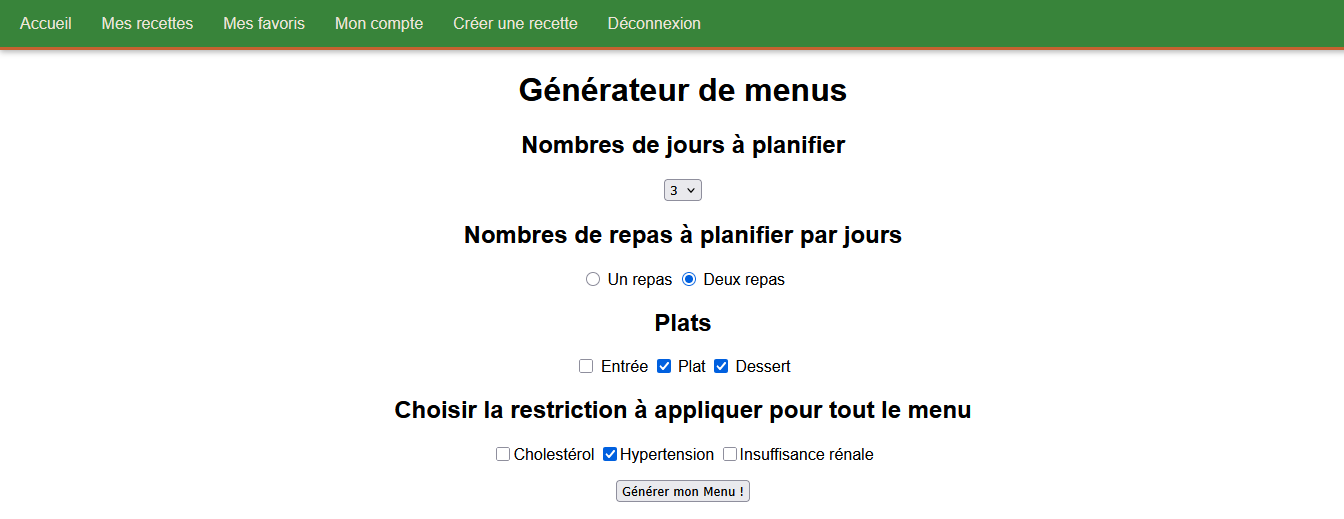 Accueil Mes recettes Mes favoris Mon compte Créer une recette Déconnexion
Générateur de menus
Nombres de jours à planifier
3
Nombres de repas à planifier par jours
Un repas Deux repas
Plats
Entrée Plat Dessert
Choisir la restriction à appliquer pour tout le menu
Cholestérol Hypertension Insuffisance rénale
Générer mon Menu !